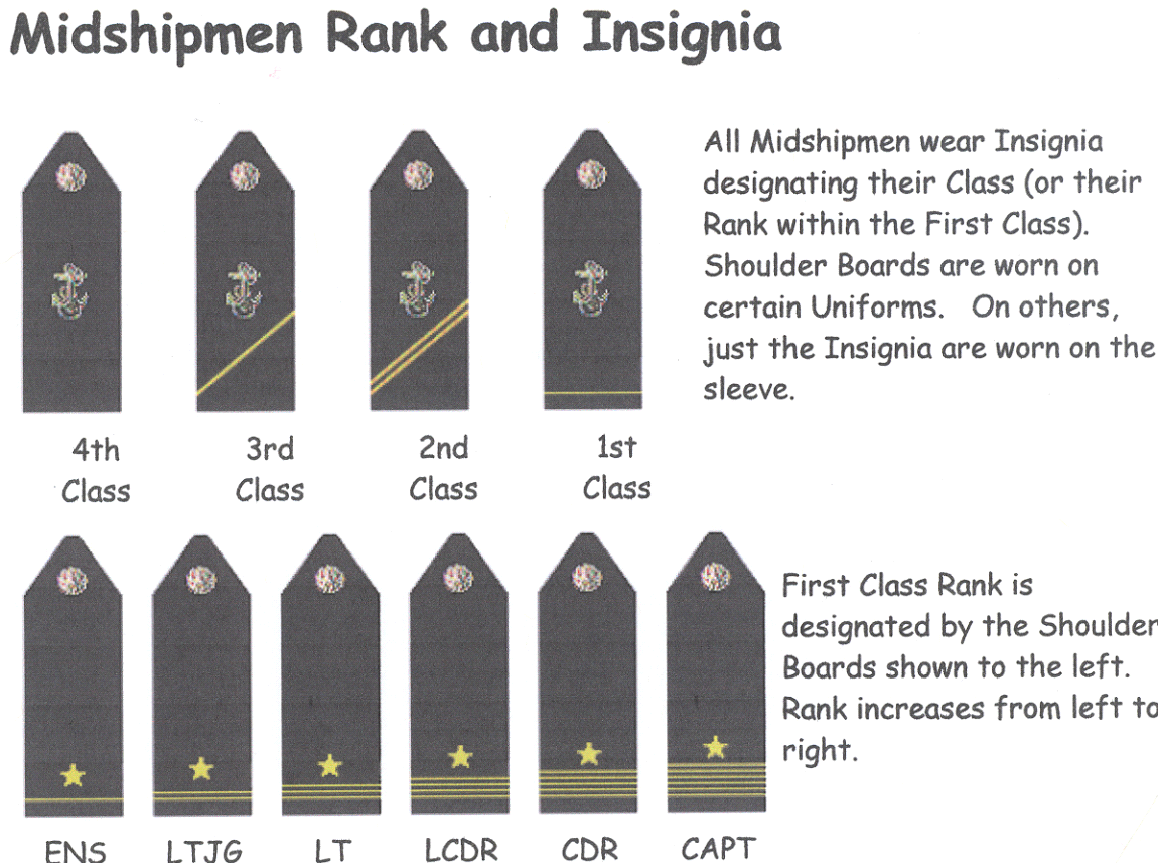 Midshipmen Rank and Insignia
All Midshipmen wear Insignia
designating their Class (or their
Rank within the First Class).
Shoulder Boards are worn on
certain Uniforms. On others,
just the Insignia are worn on the
sleeve.
4th
Class
3rd
Class
2nd
Class
1st
Class
First Class Rank is
designated by the Shoulder
Boards shown to the left.
Rank increases from left to
right.
ENS
LTJG
LT
LCDR
CDR
CAPT